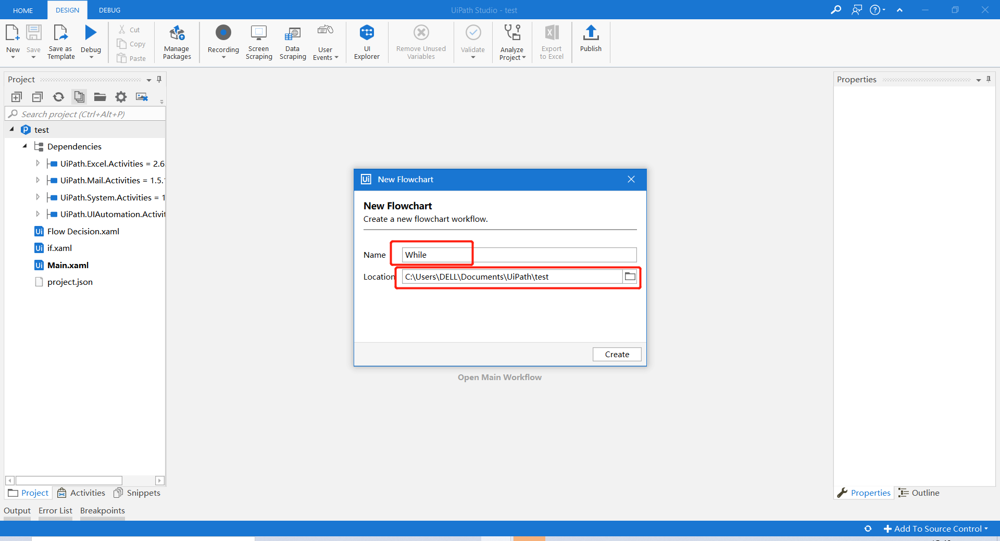 HOME DESIGN DEBUG UiPath Studio - test
New Save Save as Template Debug
Cut
Copy
Paste
Manage Packages
Recording Screen Scraping Data Scraping User Events
UI Explorer
Remove Unused Variables
Validate
Analyze Project
Export to Excel
Publish
Project
Search project (Ctrl+Alt+P)
test
Dependencies
UiPath.Excel.Activities = 2.6
UiPath.Mail.Activities = 1.5.
UiPath.System.Activities = 1
UiPath.UIAutomation.Activit
Ui Flow Decision.xaml
Ui if.xaml
Ui Main.xaml
project.json
Ui New Flowchart
New Flowchart
Create a new flowchart workflow.
Name While
Location C:\Users\DELL\Documents\UiPath\test
Create
Open Main Workflow
Properties
Project Activities Snippets
Properties Outline
Output Error List Breakpoints
Add To Source Control